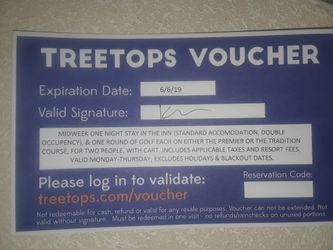 TREETOPS VOUCHER
Expiration Date: 6/6/19
Valid Signature:
MIDWEEK ONE NIGHT STAY IN THE INN (STANDARD ACCOMODATION, DOUBLE
OCCUPENCY), & ONE ROUND OF GOLF EACH ON EITHER THE PREMIER OR THE TRADITION
COURSE, FOR TWO PEOPLE, WITH CART. INCLUDES APPLICABLE TAXES AND RESORT FEES,
VALID MONDAY-THURSDAY, EXCLUDES HOLIDAYS & BLACKOUT DATES.
Please log in to validate:
treetops.com/voucher
Reservation Code:
Not redeemable for cash, refund or valid for any resale purposes. Voucher can not be extended. Not
valid without signature. Must be redeemed in one visit - no refunds/rainchecks on unused portions.